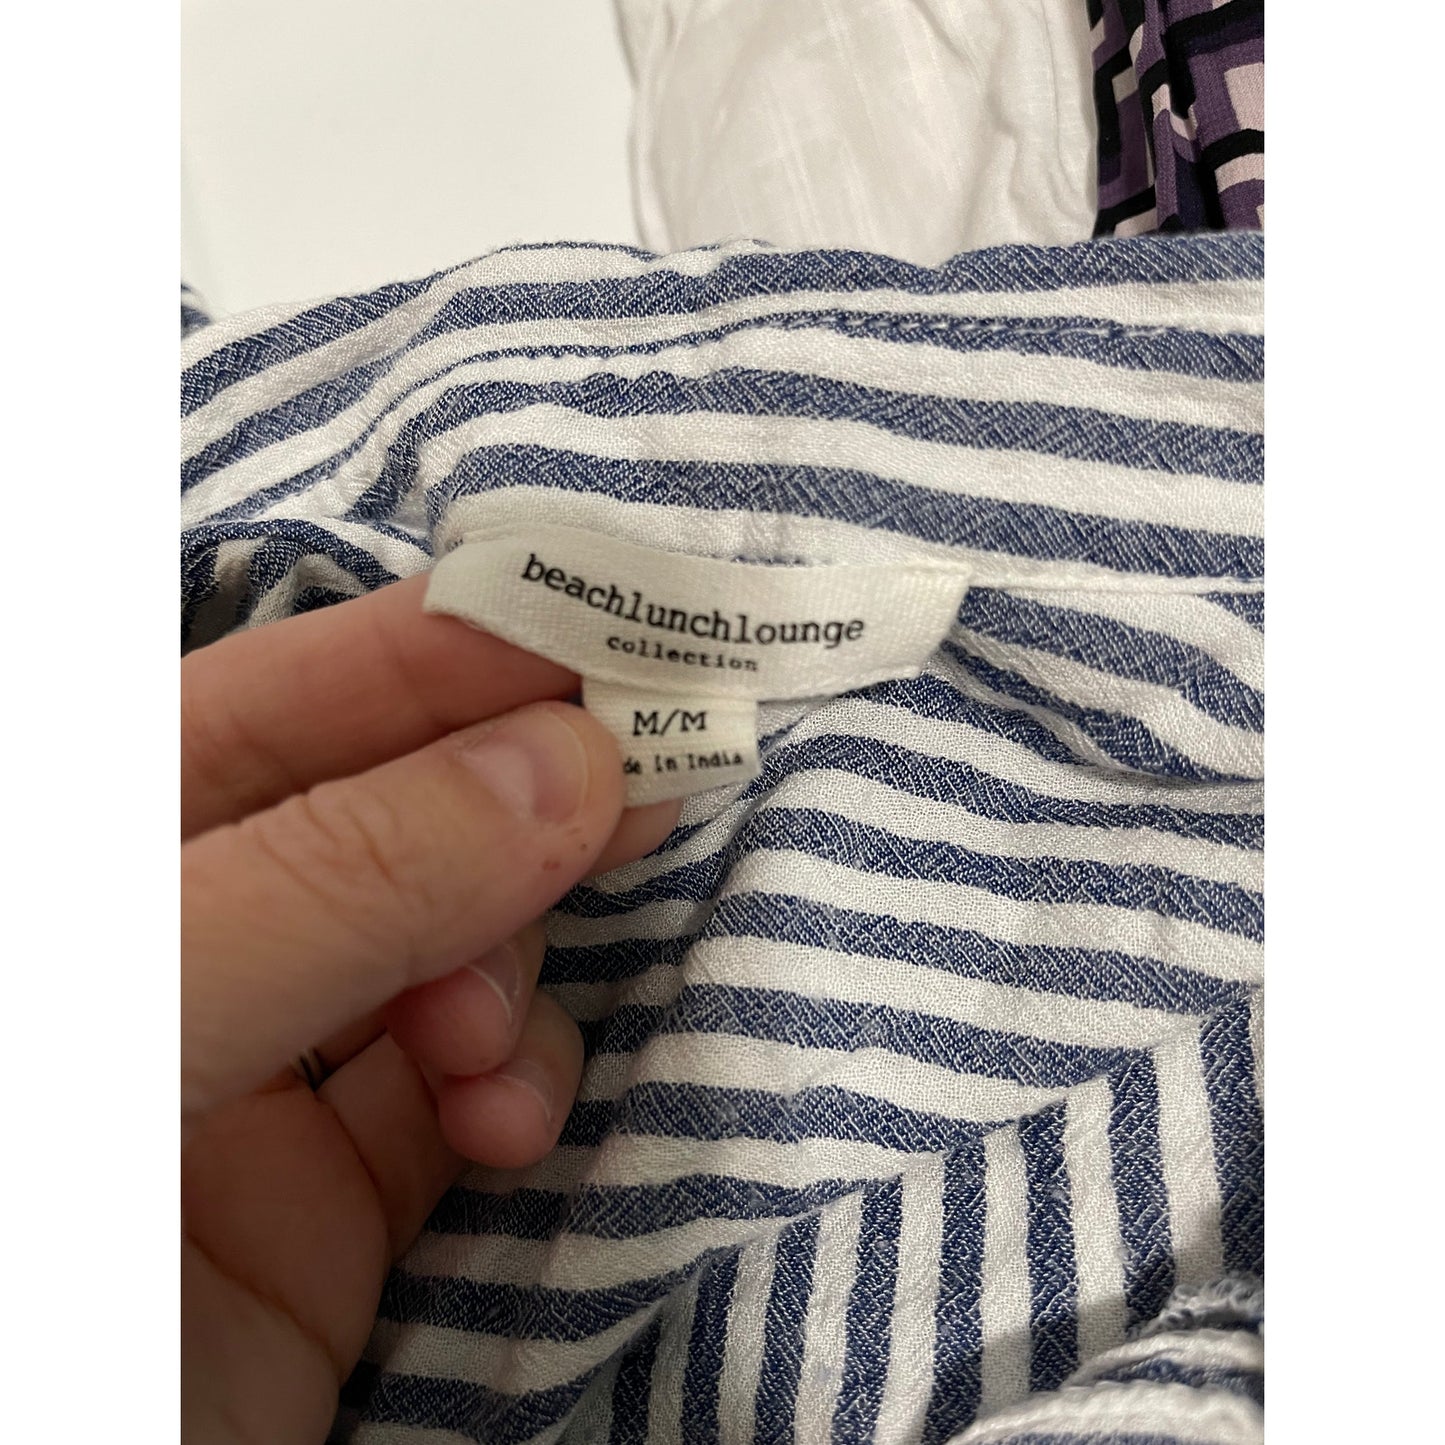 beachlunchlounge
collection
M/M
de in India